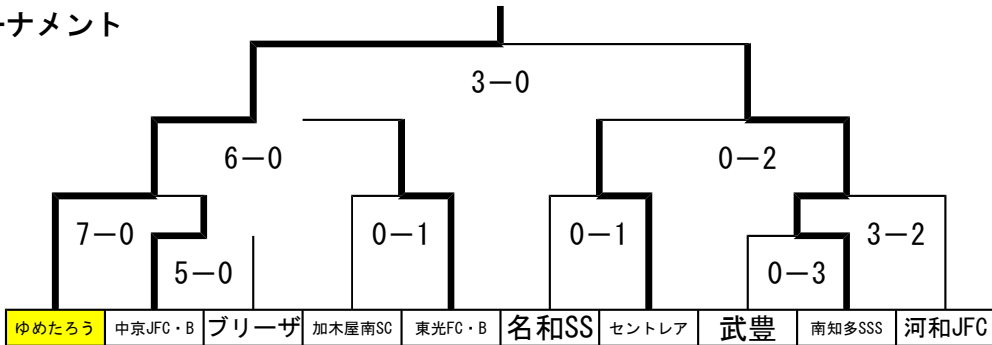 ーナメント
3－0
6－0
0－2
7－0
0－1
0－1
3－2
5－0
0－3
ゆめたろう
中京JFC・B
ブリーザ
加木屋南SC
東光FC・B
名和SS
セントレア
武豊
南知多SSS
河和JFC